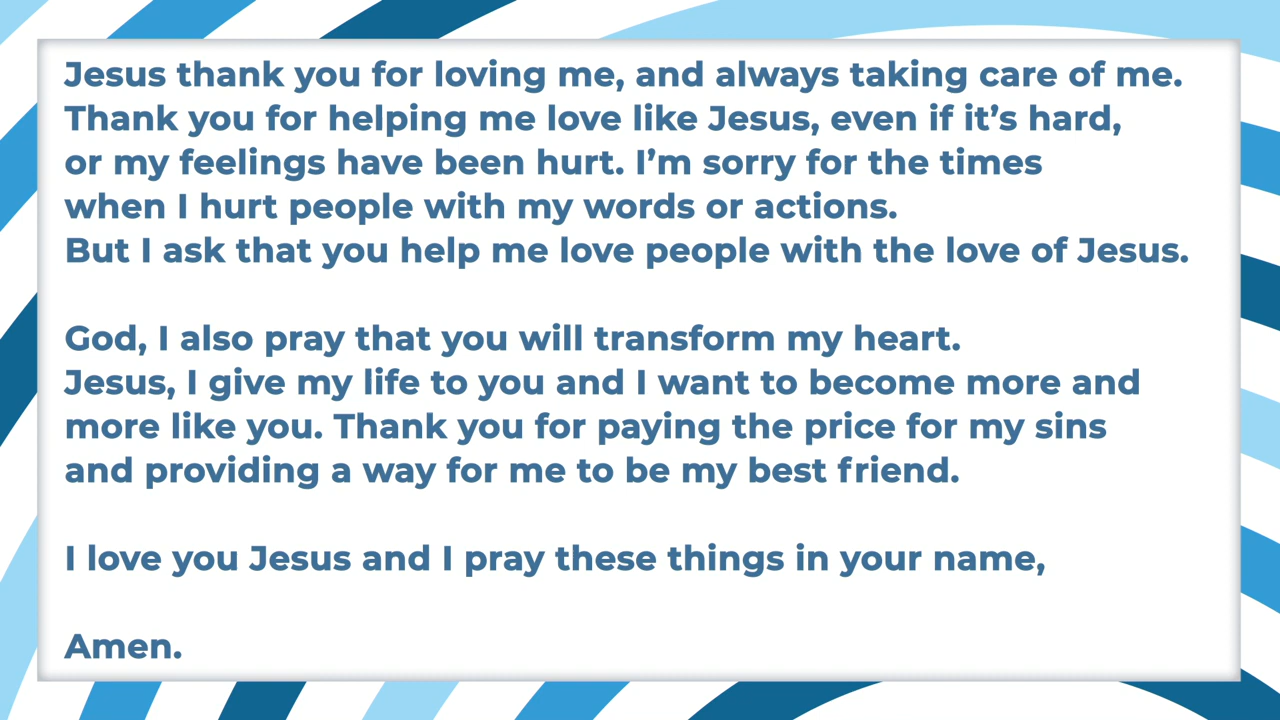 Jesus thank you for loving me, and always taking care of me.
Thank you for helping me love like Jesus, even if it’s hard,
or my feelings have been hurt. I’m sorry for the times
when I hurt people with my words or actions.
But I ask that you help me love people with the love of Jesus.
God, I also pray that you will transform my heart.
Jesus, I give my life to you and I want to become more and
more like you. Thank you for paying the price for my sins
and providing a way for me to be my best friend.
I love you Jesus and I pray these things in your name,
Amen.